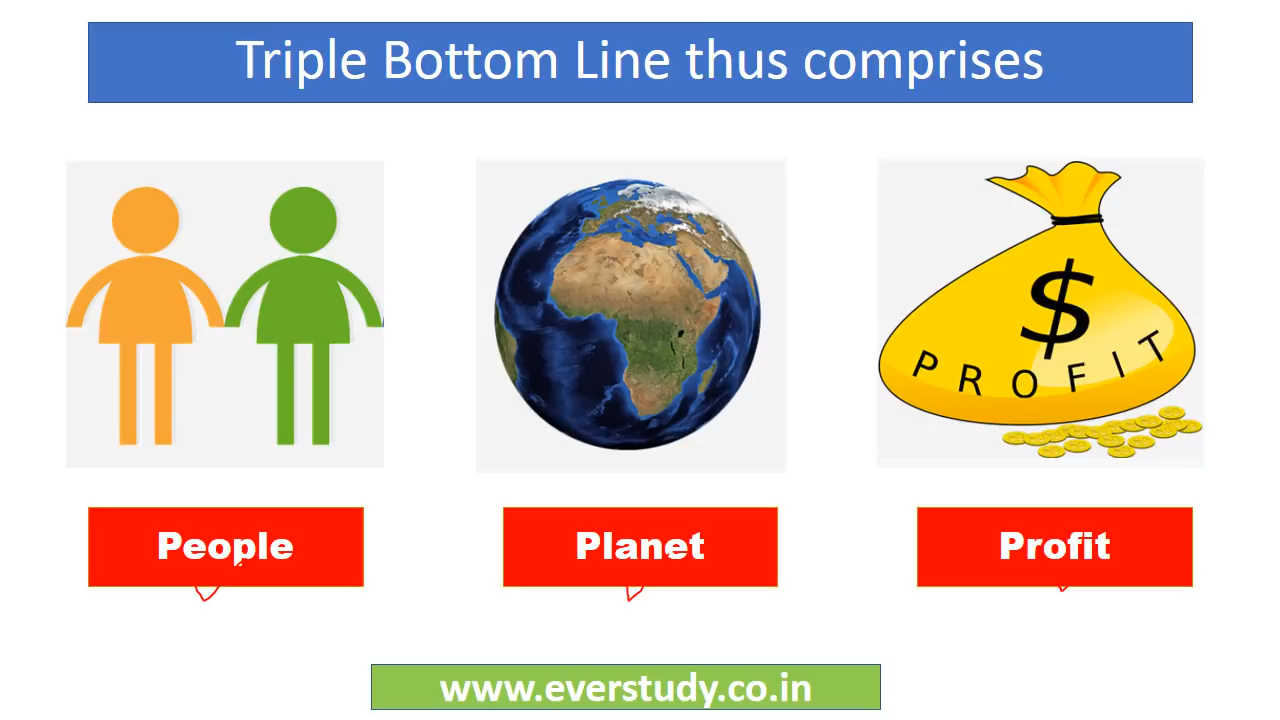 Triple Bottom Line thus comprises
$
PROFIT
People
Planet
Profit
www.everstudy.co.in